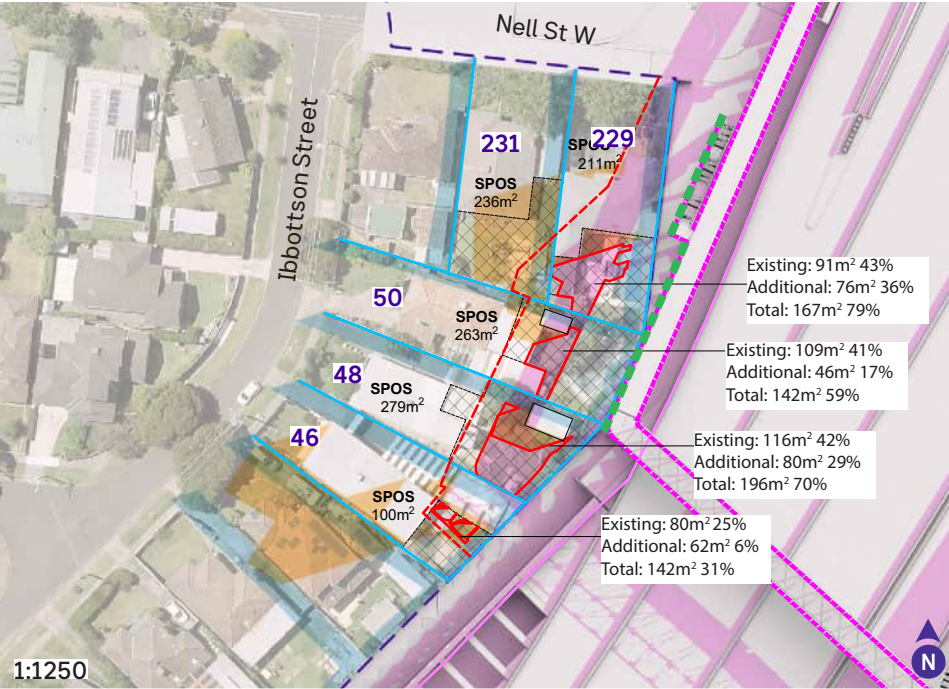 Nell St W
Ibbottson Street
231
229
SPOS
211m²
SPOS
236m²
Existing: 91m² 43%
Additional: 76m² 36%
Total: 167m² 79%
50
SPOS
263m²
Existing: 109m² 41%
Additional: 46m² 17%
Total: 142m² 59%
48
SPOS
279m²
Existing: 116m² 42%
Additional: 80m² 29%
Total: 196m² 70%
46
SPOS
100m²
Existing: 80m² 25%
Additional: 62m² 6%
Total: 142m² 31%
1:1250
N